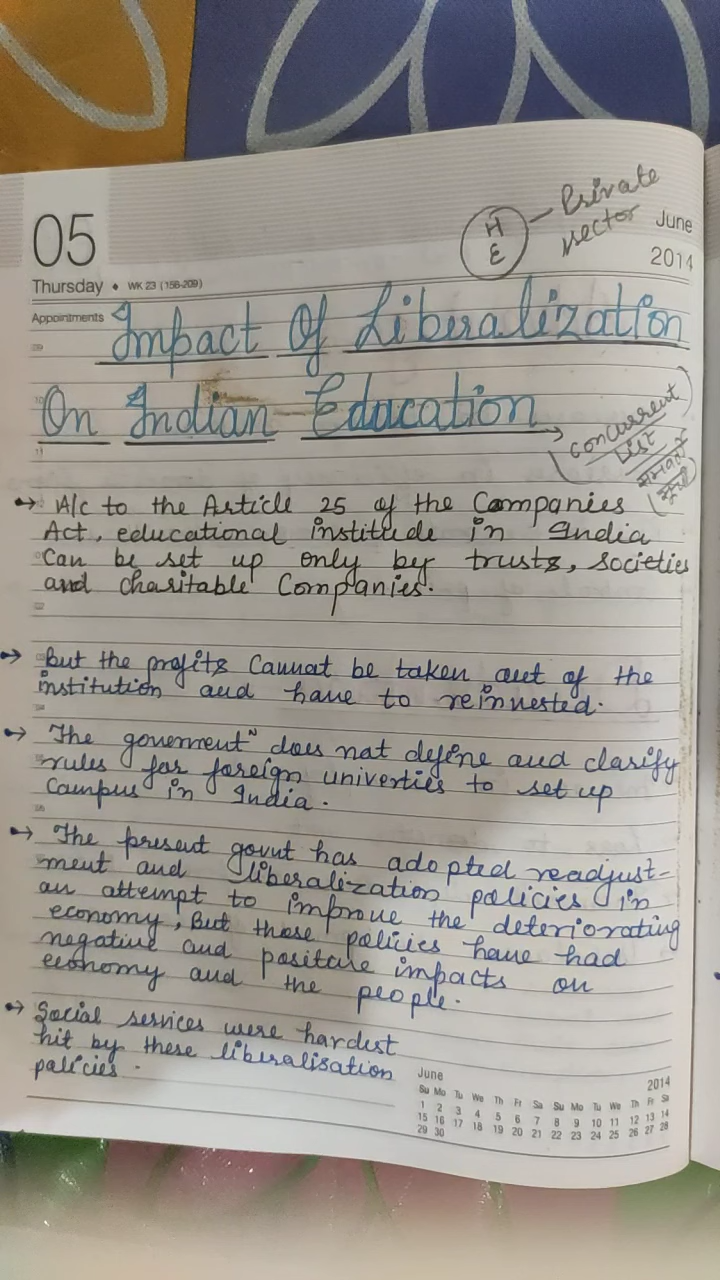 05
Thursday • WK 23 (156-209)
H
E
– Private
sector
June
2014
Appointments
Impact Of Liberalization
On Indian Education →
Concurrent
List
09
10
11
↔ A/c to the Article 25 of the Companies
Act, educational institude in India
Can be set up only by trusts, societies
and charitable Companies.
02
→ but the profits Cannot be taken out of the
institution and have to reinvested.
→ The goverment does not define and clarify
rules for foreign univerties to set up
Campus in India.
→ The present govnt has adopted readjust-
ment and liberalization policies in
an attempt to improve the deteriorating
economy, But these policies have had
negative and positive impacts on
economy and the people.
→ Social services were hardest
hit by these liberalisation
policies.
June 2014
Su Mo Tu We Th Fr Sa Su Mo Tu We Th Fr Sa
1 2 3 4 5 6 7 8 9 10 11 12 13 14
15 16 17 18 19 20 21 22 23 24 25 26 27 28
29 30